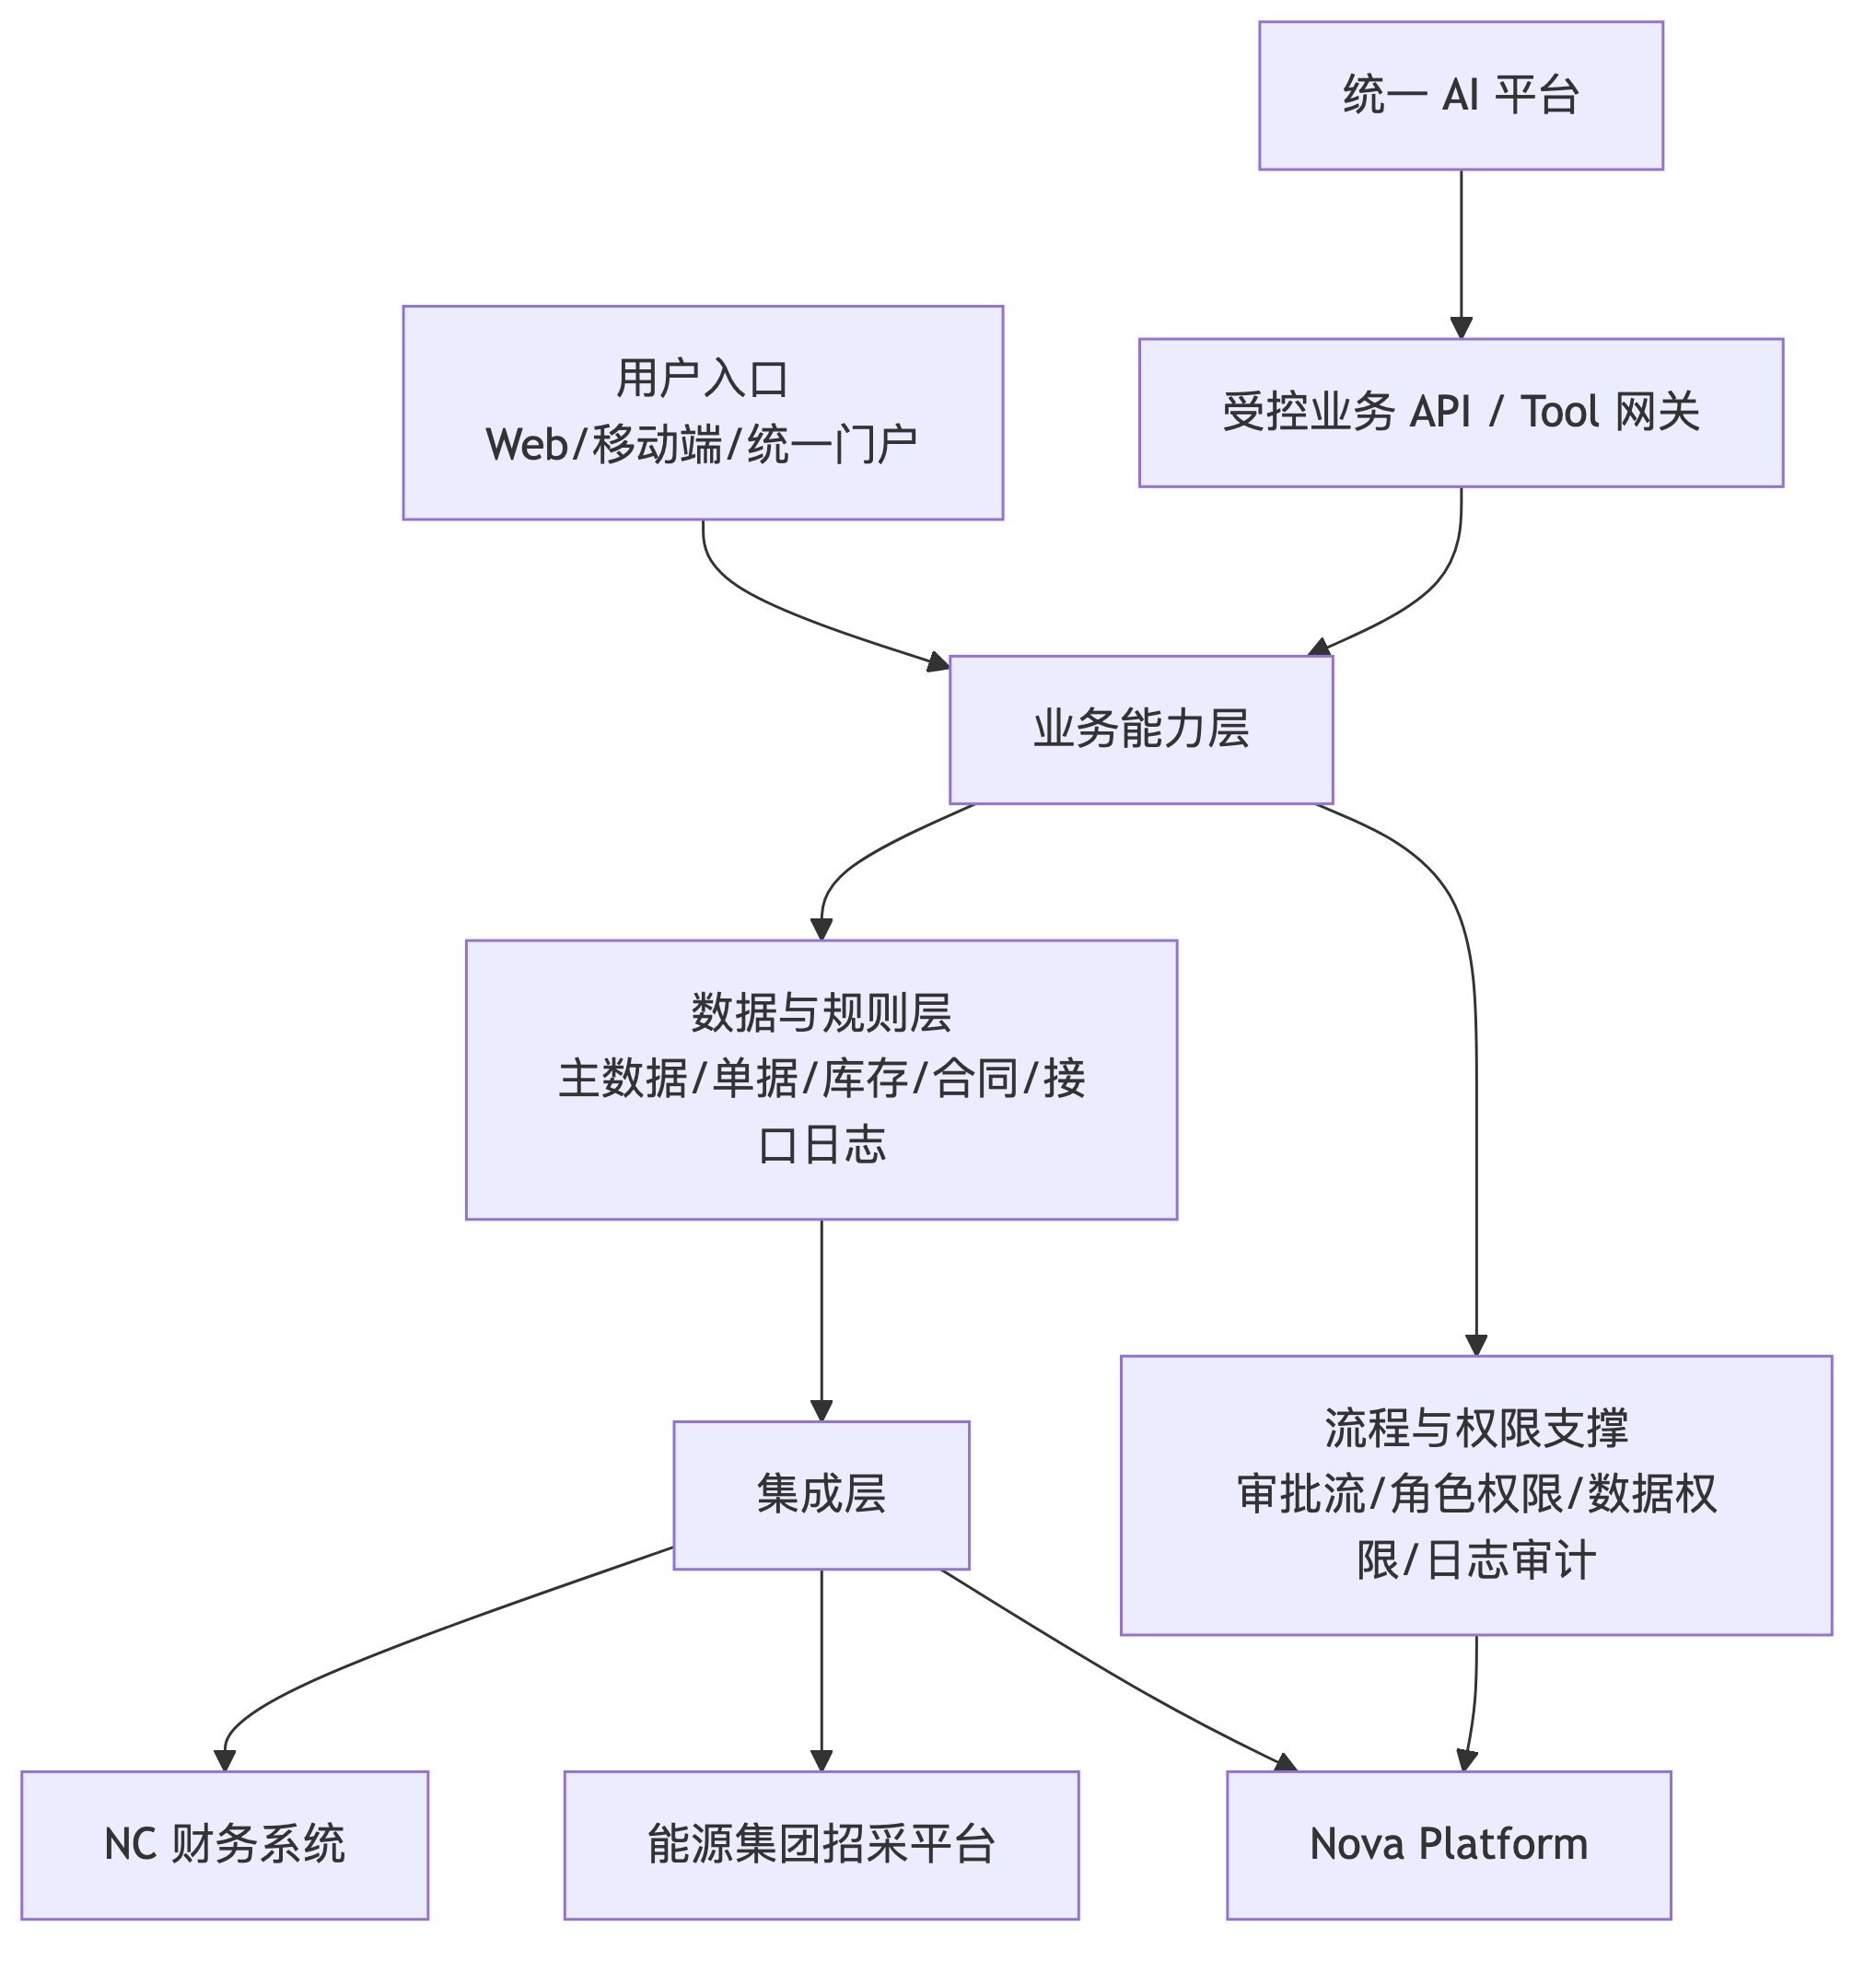 统一 AI 平台
用户入口
Web/移动端/统一门户
受控业务 API / Tool 网关
业务能力层
数据与规则层
主数据/单据/库存/合同/接
口日志
流程与权限支撑
审批流/角色权限/数据权
限/日志审计
集成层
NC 财务系统
能源集团招采平台
Nova Platform